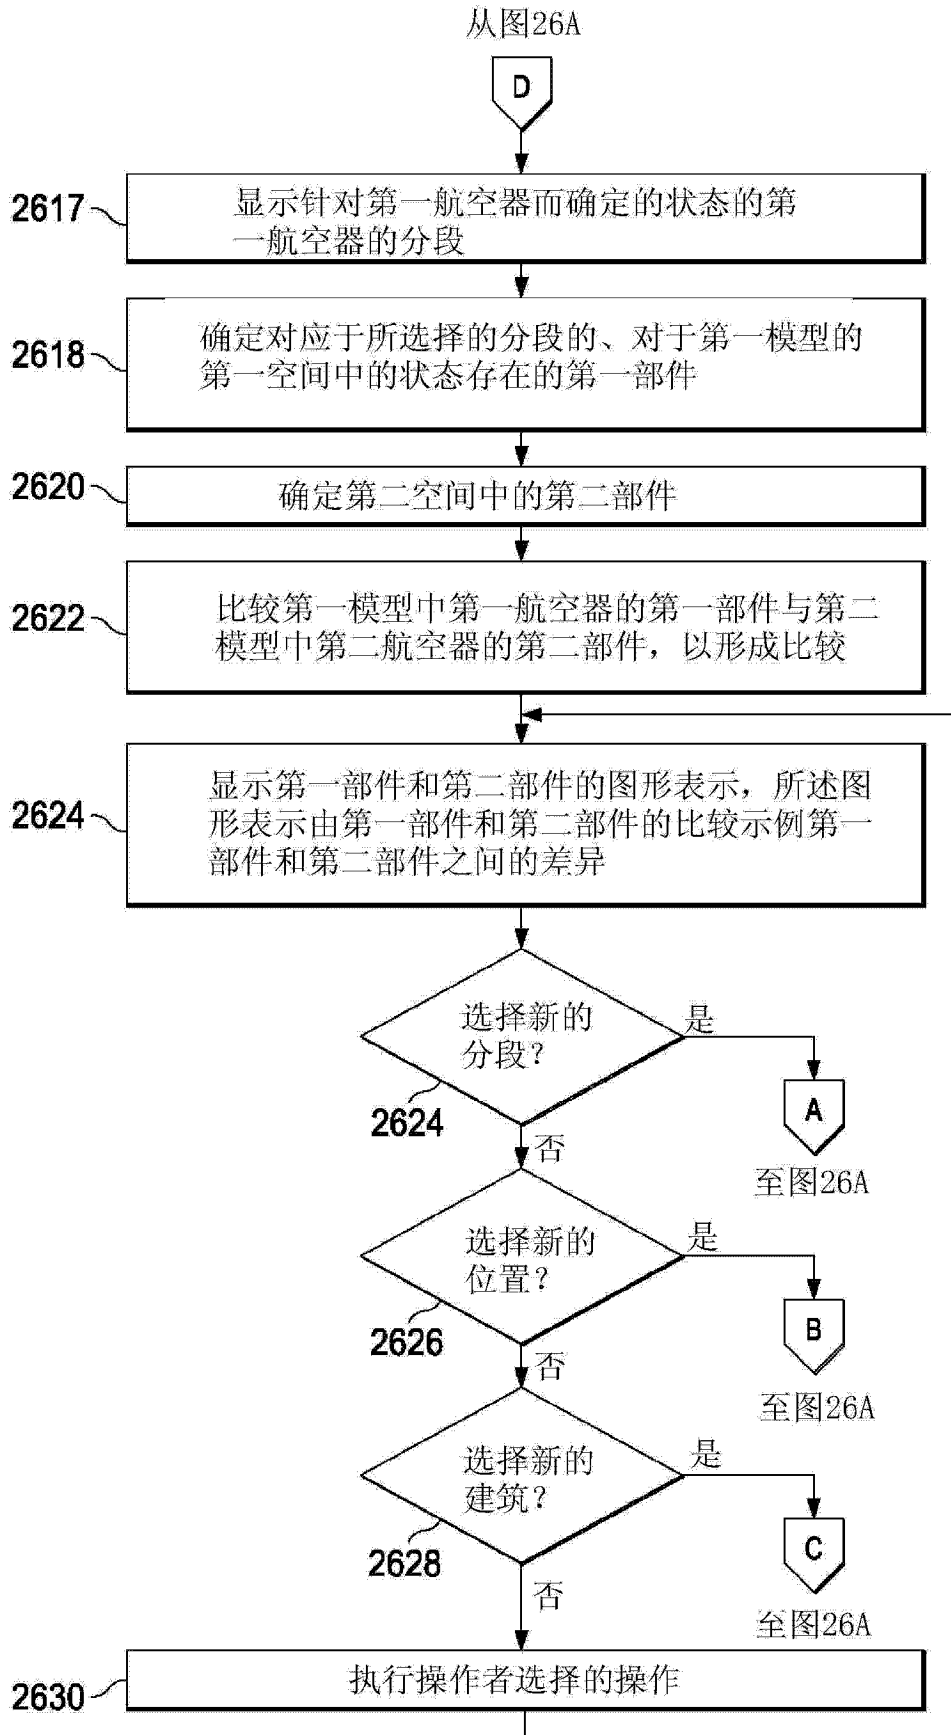 从图26A
D
2617
显示针对第一航空器而确定的状态的第
一航空器的分段
2618
确定对应于所选择的分段的、对于第一模型的
第一空间中的状态存在的第一部件
2620
确定第二空间中的第二部件
2622
比较第一模型中第一航空器的第一部件与第二
模型中第二航空器的第二部件，以形成比较
2624
显示第一部件和第二部件的图形表示，所述图
形表示由第一部件和第二部件的比较示例第一
部件和第二部件之间的差异
选择新的
分段？
是
2624
A
否
至图26A
选择新的
位置？
是
2626
B
否
至图26A
选择新的
建筑？
是
2628
C
否
至图26A
2630
执行操作者选择的操作